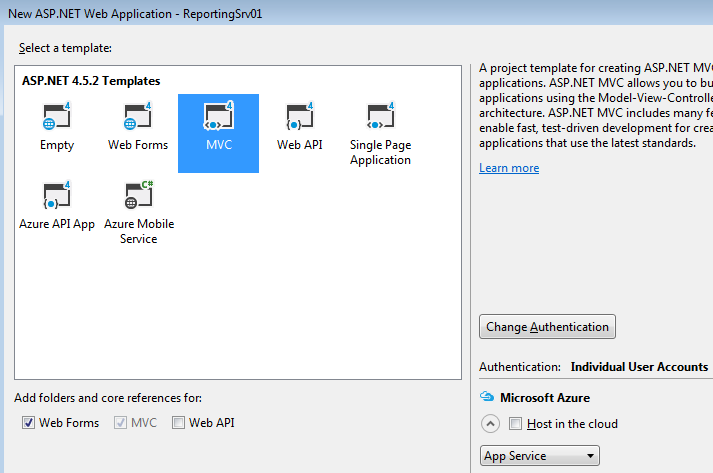 New ASP.NET Web Application - ReportingSrv01
Select a template:
ASP.NET 4.5.2 Templates
4 4 4 4 4
Empty Web Forms MVC Web API Single Page
Application
4 C#
Azure API App Azure Mobile
Service
A project template for creating ASP.NET MV
applications. ASP.NET MVC allows you to bu
applications using the Model-View-Controlle
architecture. ASP.NET MVC includes many fe
enable fast, test-driven development for crea
applications that use the latest standards.
Learn more
Change Authentication
Authentication: Individual User Accounts
Add folders and core references for:
Web Forms MVC Web API
Microsoft Azure
Host in the cloud
App Service